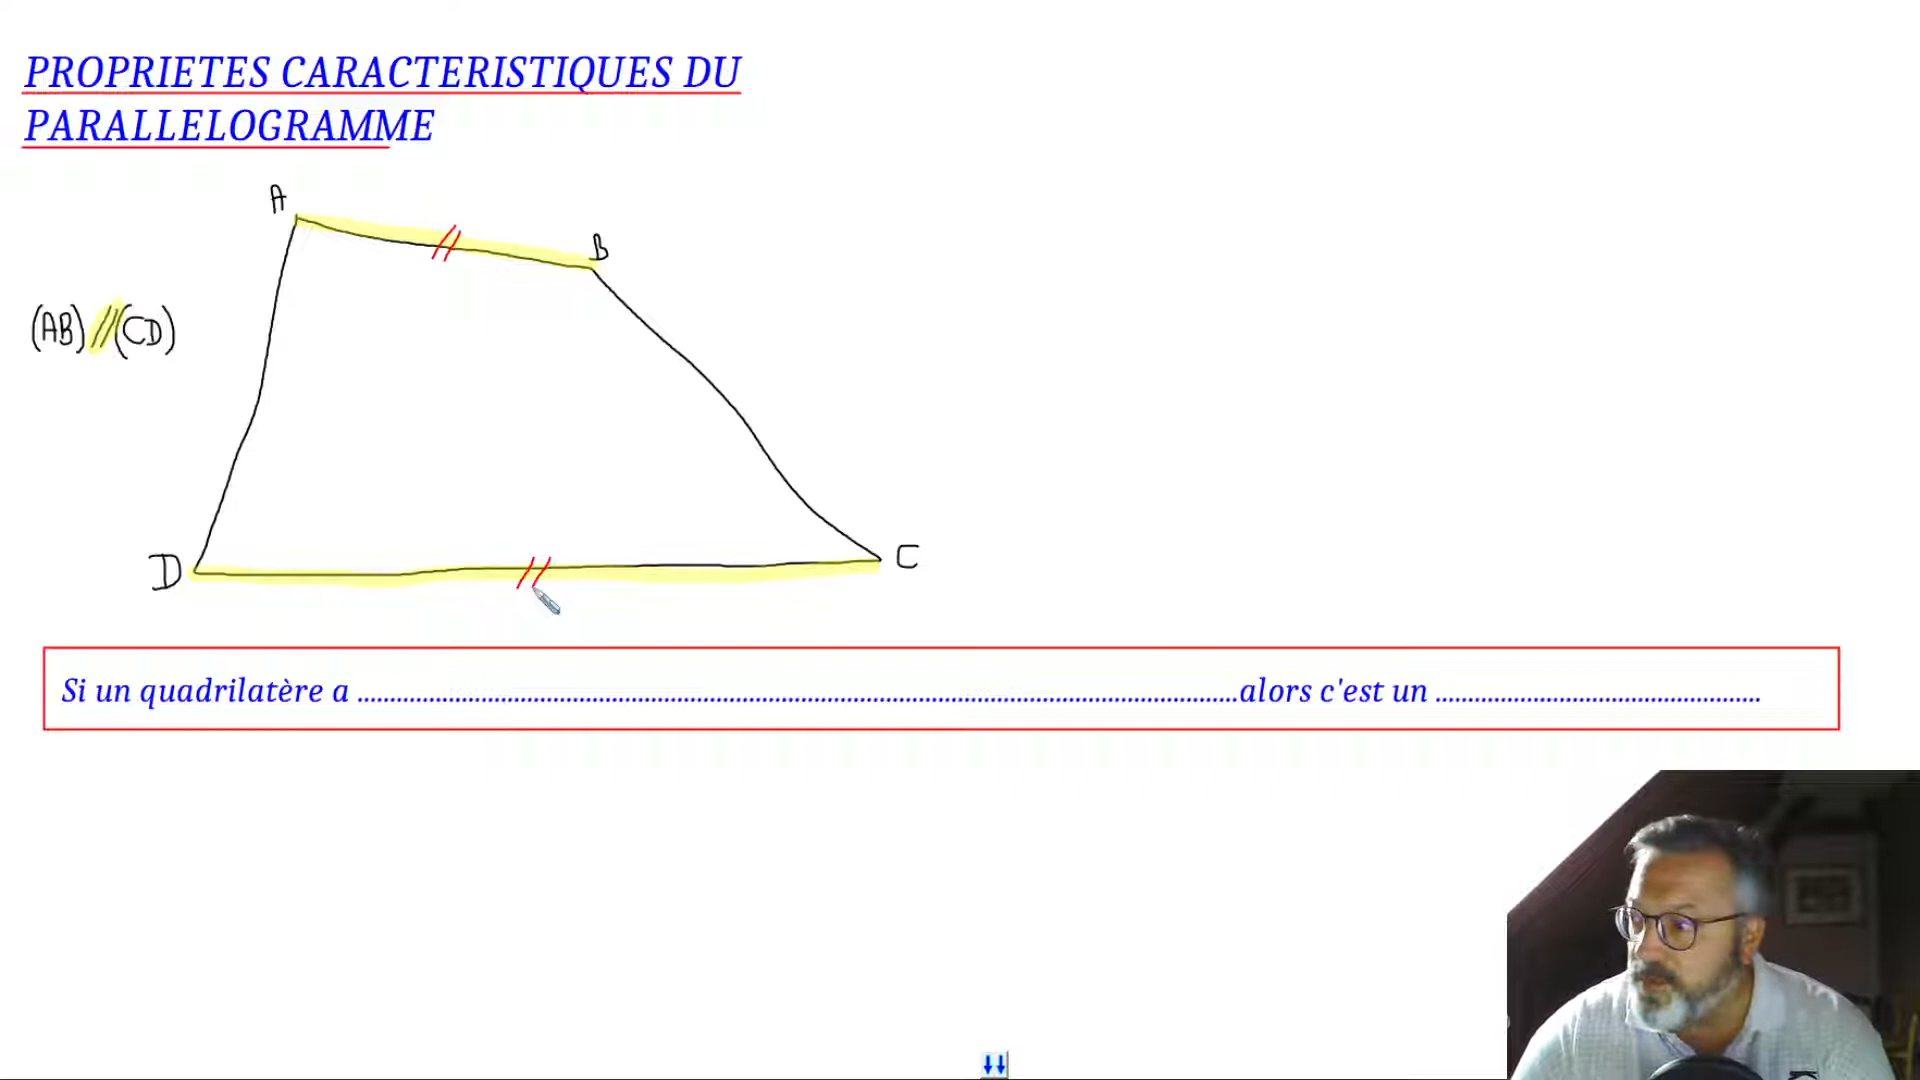 PROPRIETES CARACTERISTIQUES DU
PARALLELOGRAMME
A
B
(AB) // (CD)
D
C
Si un quadrilatère a ........................................................................................................................................alors c'est un ..................................................